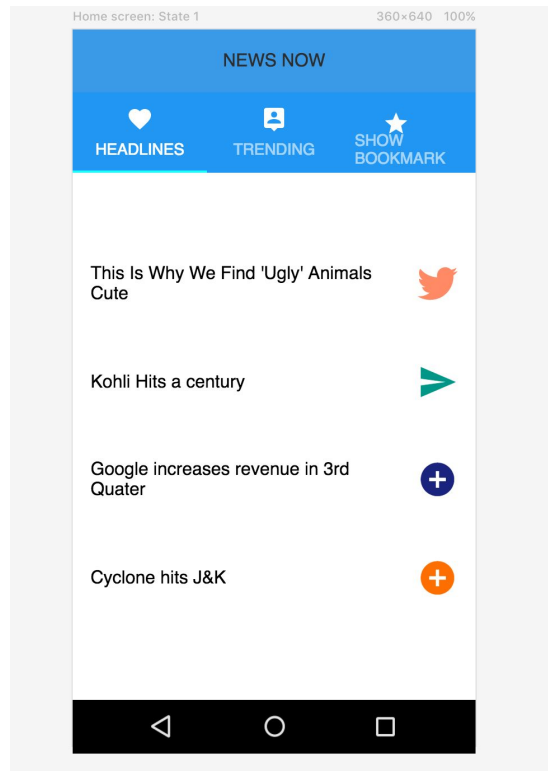 Home screen: State 1 360×640 100%
NEWS NOW
HEADLINES
TRENDING
SHOW
BOOKMARK
This Is Why We Find 'Ugly' Animals
Cute
Kohli Hits a century
Google increases revenue in 3rd
Quater
Cyclone hits J&K